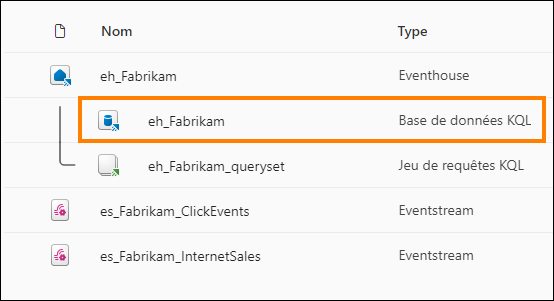 Nom Type
eh_Fabrikam Eventhouse
eh_Fabrikam Base de données KQL
eh_Fabrikam_queryset Jeu de requêtes KQL
es_Fabrikam_ClickEvents Eventstream
es_Fabrikam_InternetSales Eventstream